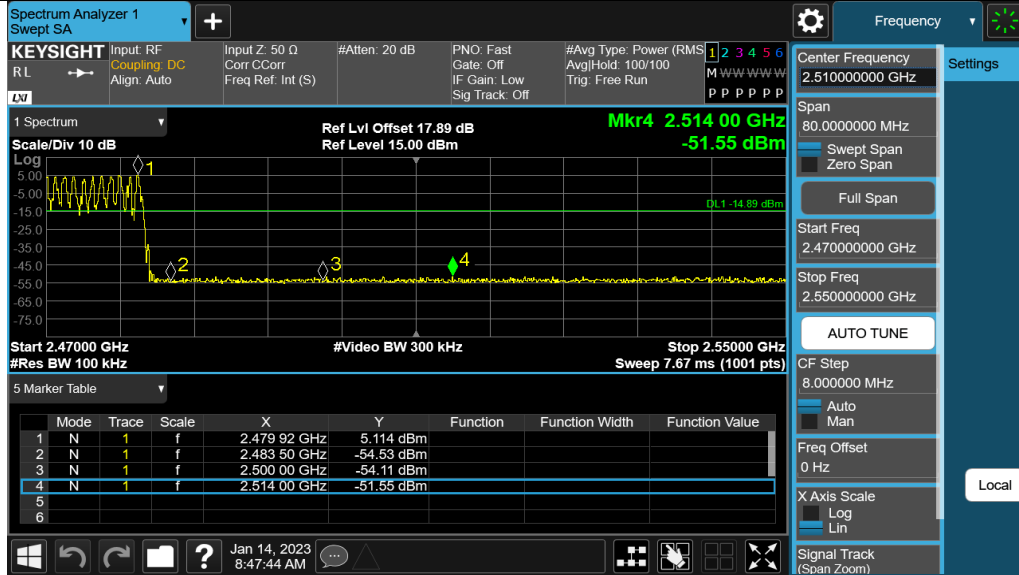 Spectrum Analyzer 1
Swept SA
+
Frequency
KEYSIGHT
RL
LXI
Input: RF
Coupling: DC
Align: Auto
Input Z: 50 Ω
Corr CCorr
Freq Ref: Int (S)
#Atten: 20 dB
PNO: Fast
Gate: Off
IF Gain: Low
Sig Track: Off
#Avg Type: Power (RMS
Avg|Hold: 100/100
Trig: Free Run
1 2 3 4 5 6
M W W W W W
P P P P P P
1 Spectrum
Scale/Div 10 dB
Ref Lvl Offset 17.89 dB
Ref Level 15.00 dBm
Mkr4 2.514 00 GHz
-51.55 dBm
Log
5.00
-5.00
-15.0
-25.0
-35.0
-45.0
-55.0
-65.0
-75.0
1
2
3
4
DL1 -14.89 dBm
Start 2.47000 GHz
#Video BW 300 kHz
Stop 2.55000 GHz
#Res BW 100 kHz
Sweep 7.67 ms (1001 pts)
5 Marker Table
Mode Trace Scale X Y Function Function Width Function Value
1 N 1 f 2.479 92 GHz 5.114 dBm
2 N 1 f 2.483 50 GHz -54.53 dBm
3 N 1 f 2.500 00 GHz -54.11 dBm
4 N 1 f 2.514 00 GHz -51.55 dBm
5
6
?
Jan 14, 2023
8:47:44 AM
Center Frequency
2.510000000 GHz
Span
80.0000000 MHz
Swept Span
Zero Span
Full Span
Start Freq
2.470000000 GHz
Stop Freq
2.550000000 GHz
AUTO TUNE
CF Step
8.000000 MHz
Auto
Man
Freq Offset
0 Hz
X Axis Scale
Log
Lin
Signal Track
(Span Zoom)
Settings
Local